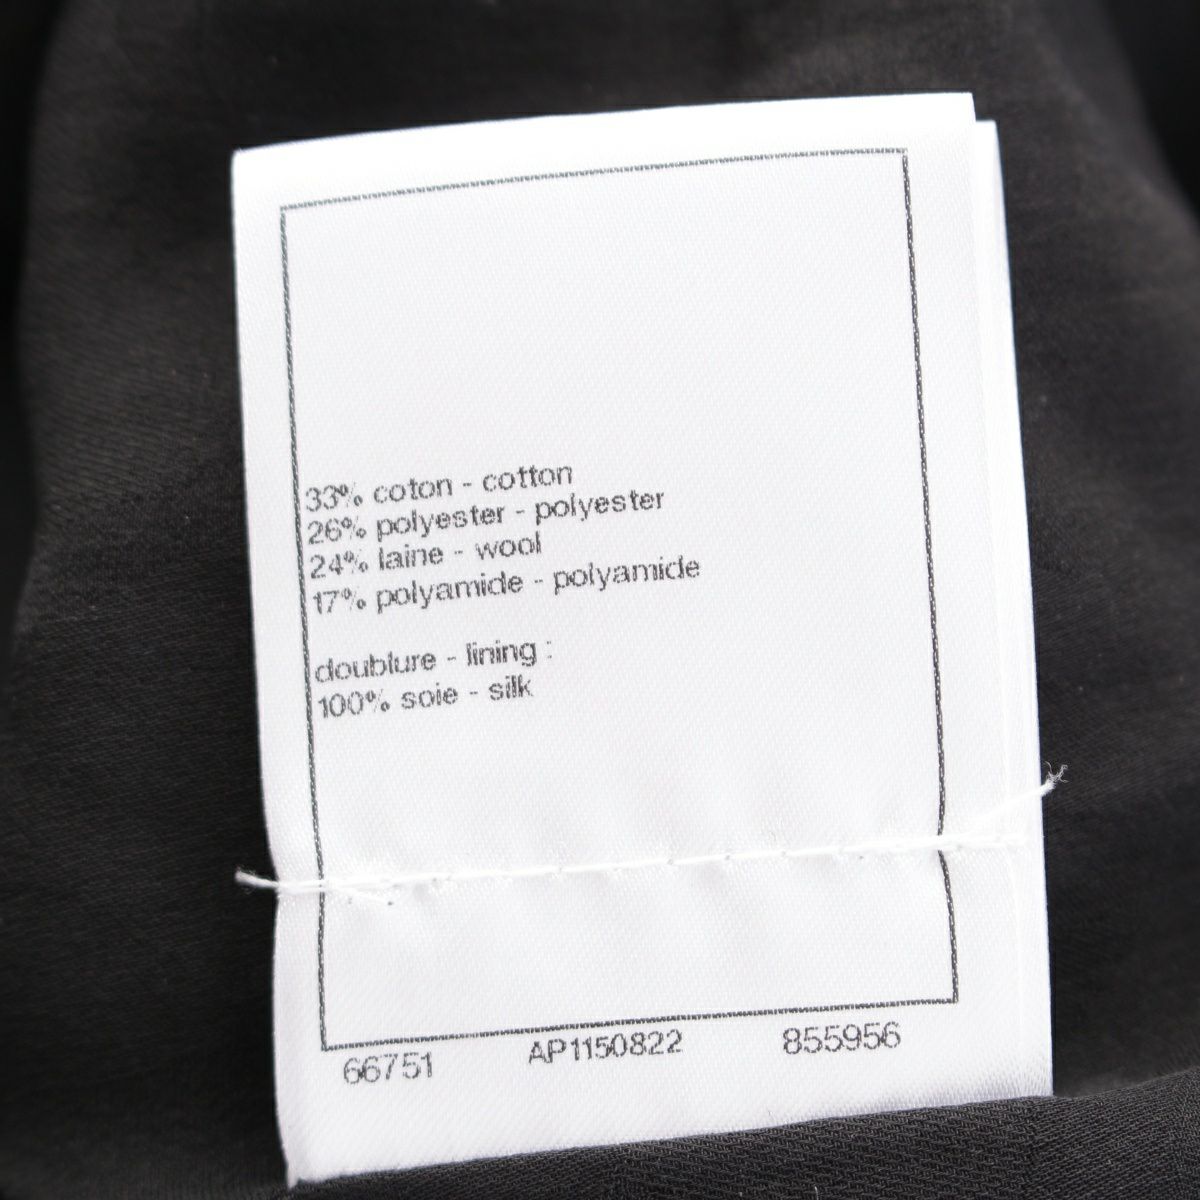 33% coton - cotton
26% polyester - polyester
24% laine - wool
17% polyamide - polyamide
doublure - lining :
100% soie - silk
66751 AP1150822 855956